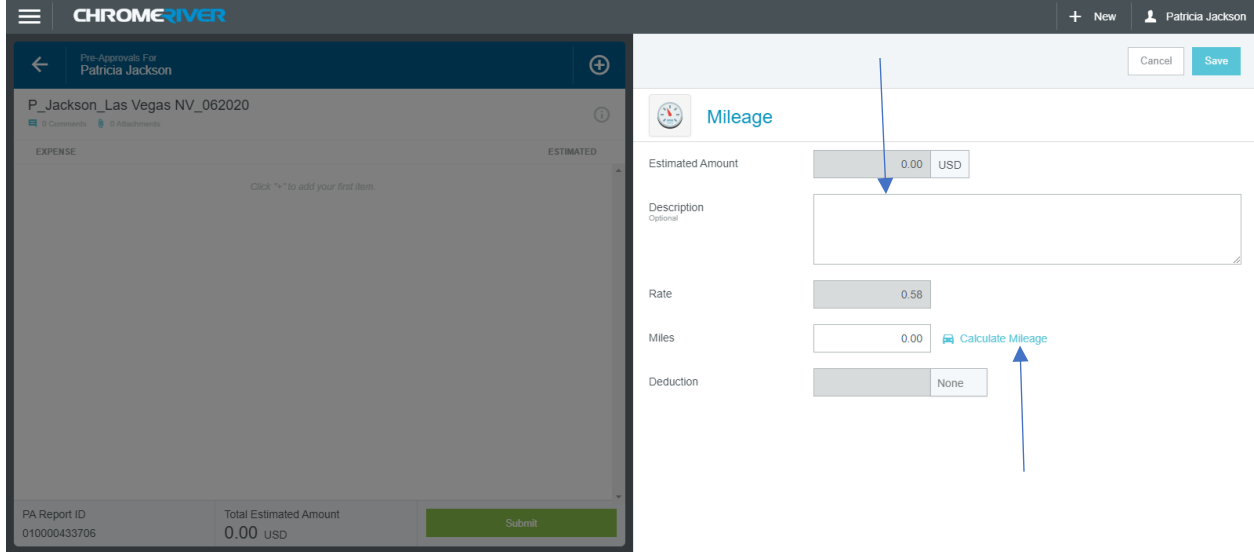 CHROMERIVER
+ New
Patricia Jackson
Pre-Approvals For
Patricia Jackson
P_Jackson_Las Vegas NV_062020
0 Comments 0 Attachments
EXPENSE ESTIMATED
Click "+" to add your first item.
PA Report ID
010000433706
Total Estimated Amount
0.00 USD
Submit
Cancel Save
Mileage
Estimated Amount 0.00 USD
Description
Optional
Rate 0.58
Miles 0.00 Calculate Mileage
Deduction None